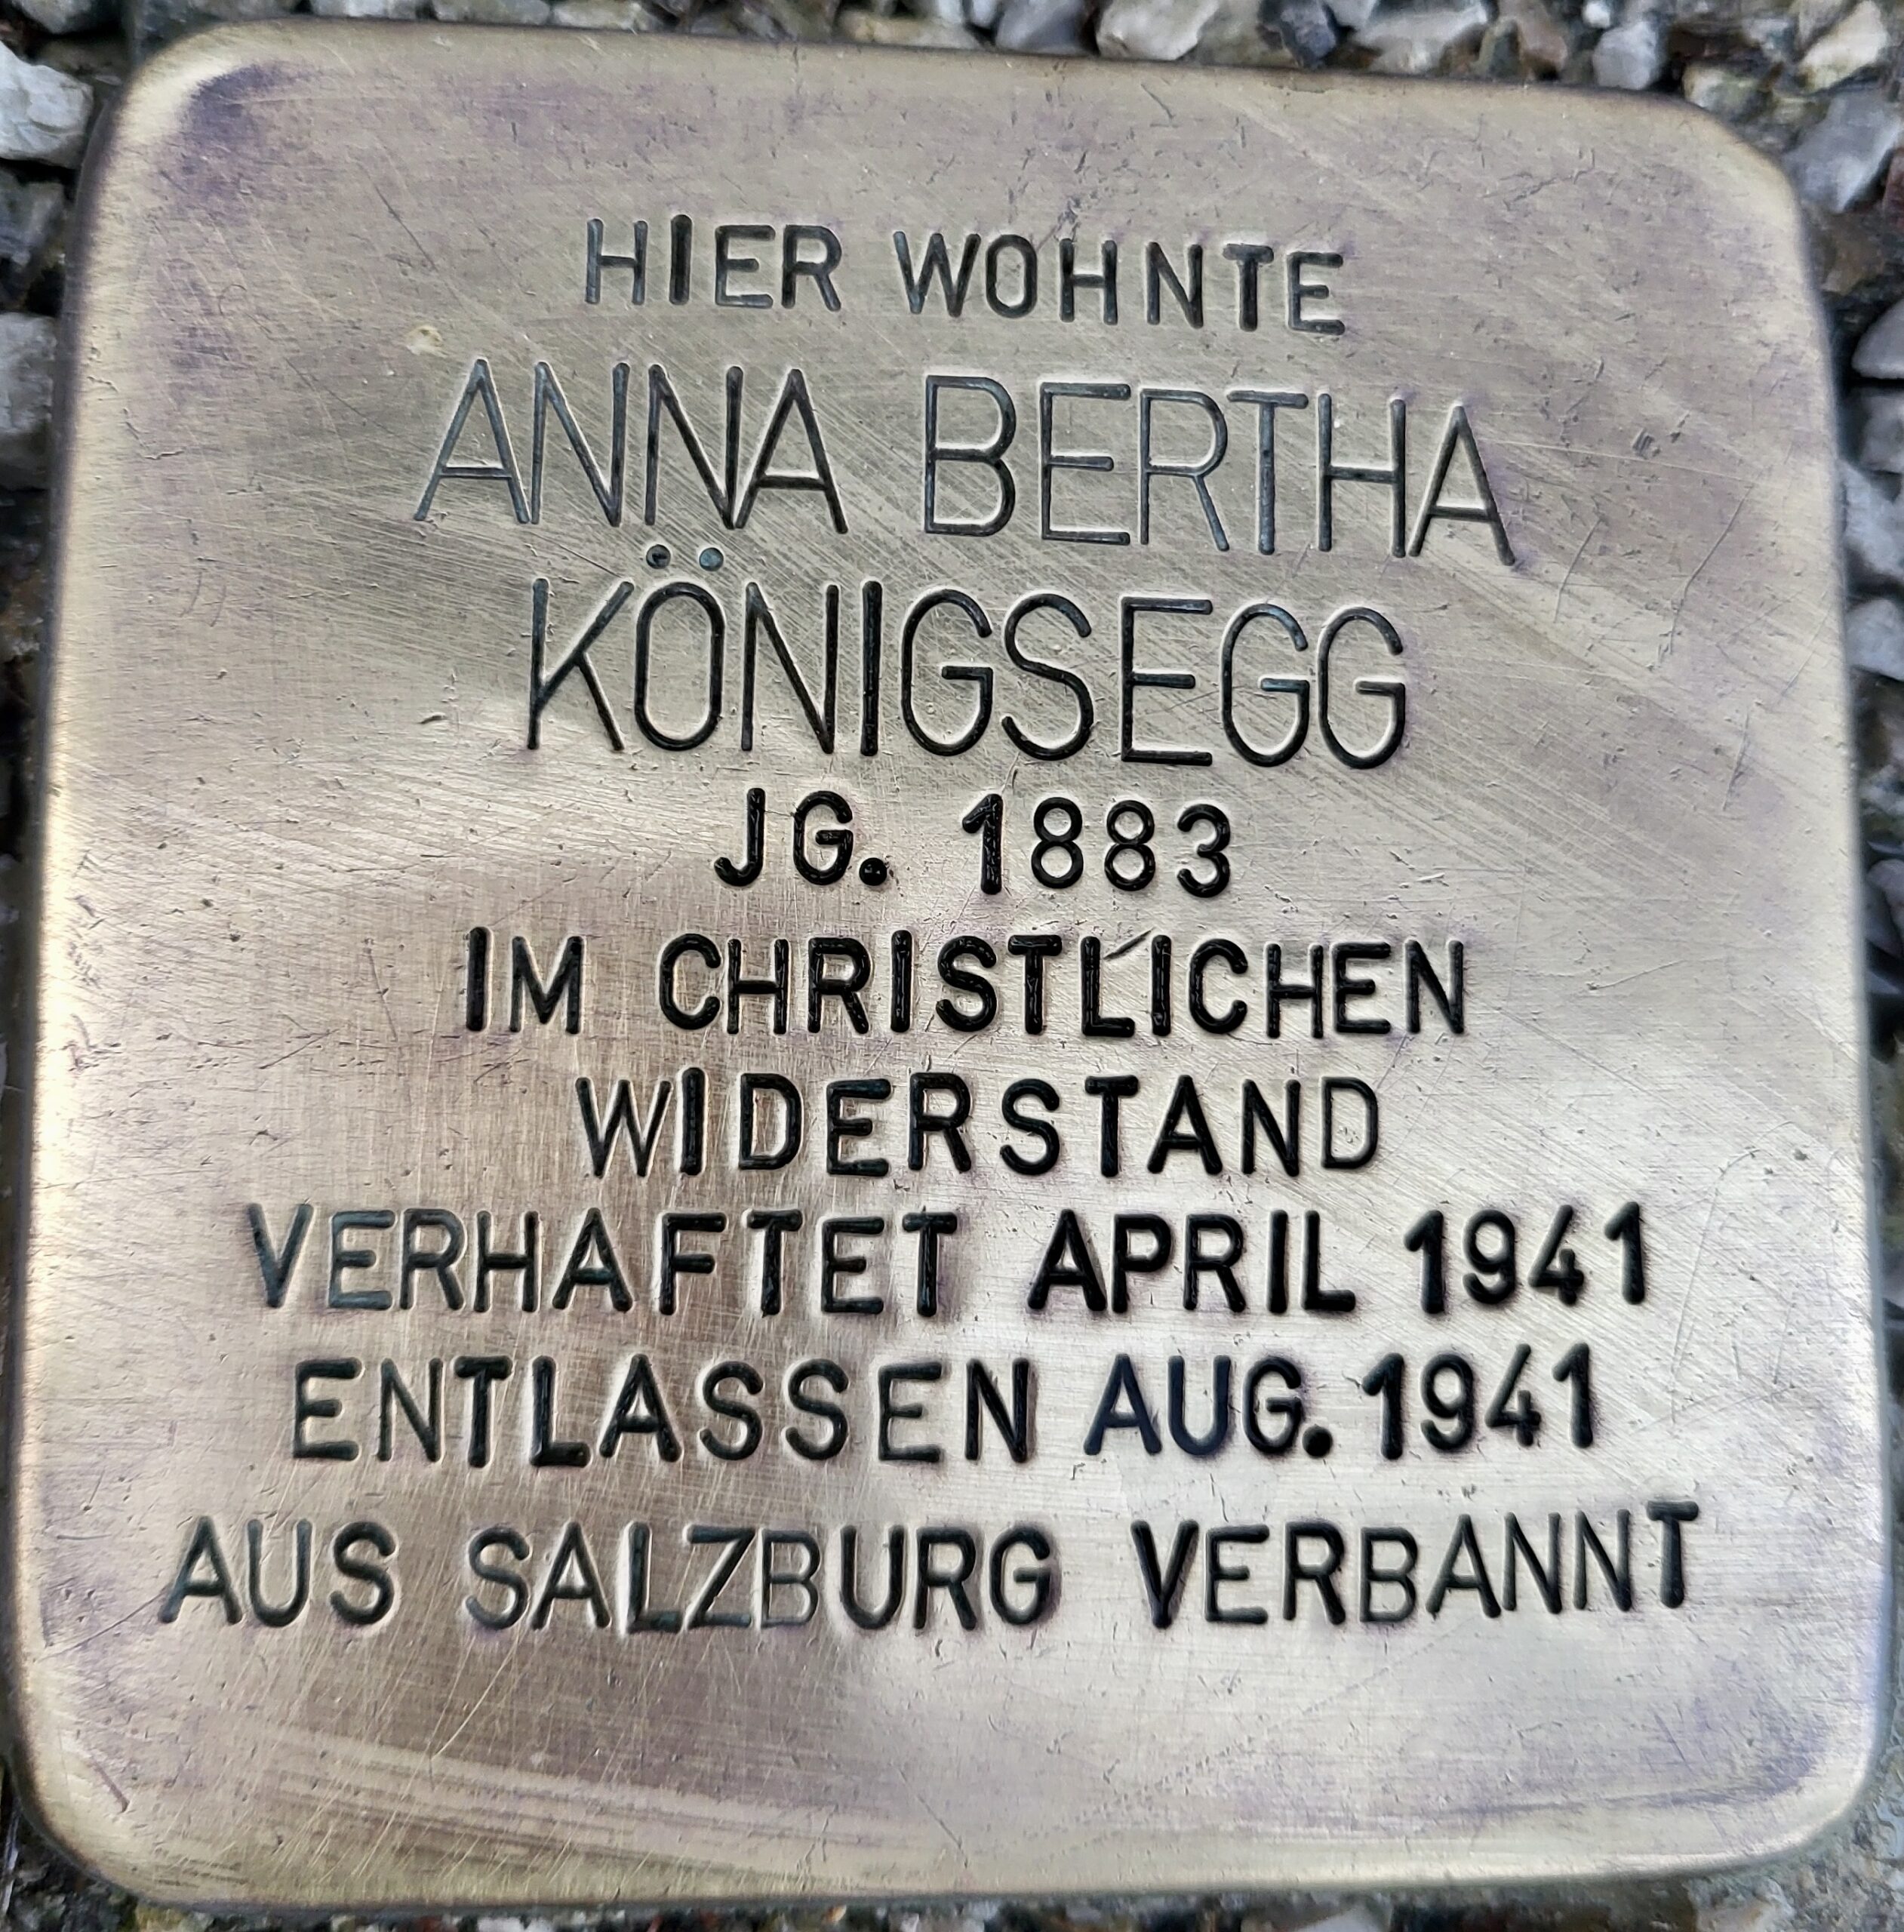 HIER WOHNTE
ANNA BERTHA
KÖNIGSEGG
JG. 1883
IM CHRISTLICHEN
WIDERSTAND
VERHAFTET APRIL 1941
ENTLASSEN AUG. 1941
AUS SALZBURG VERBANNT